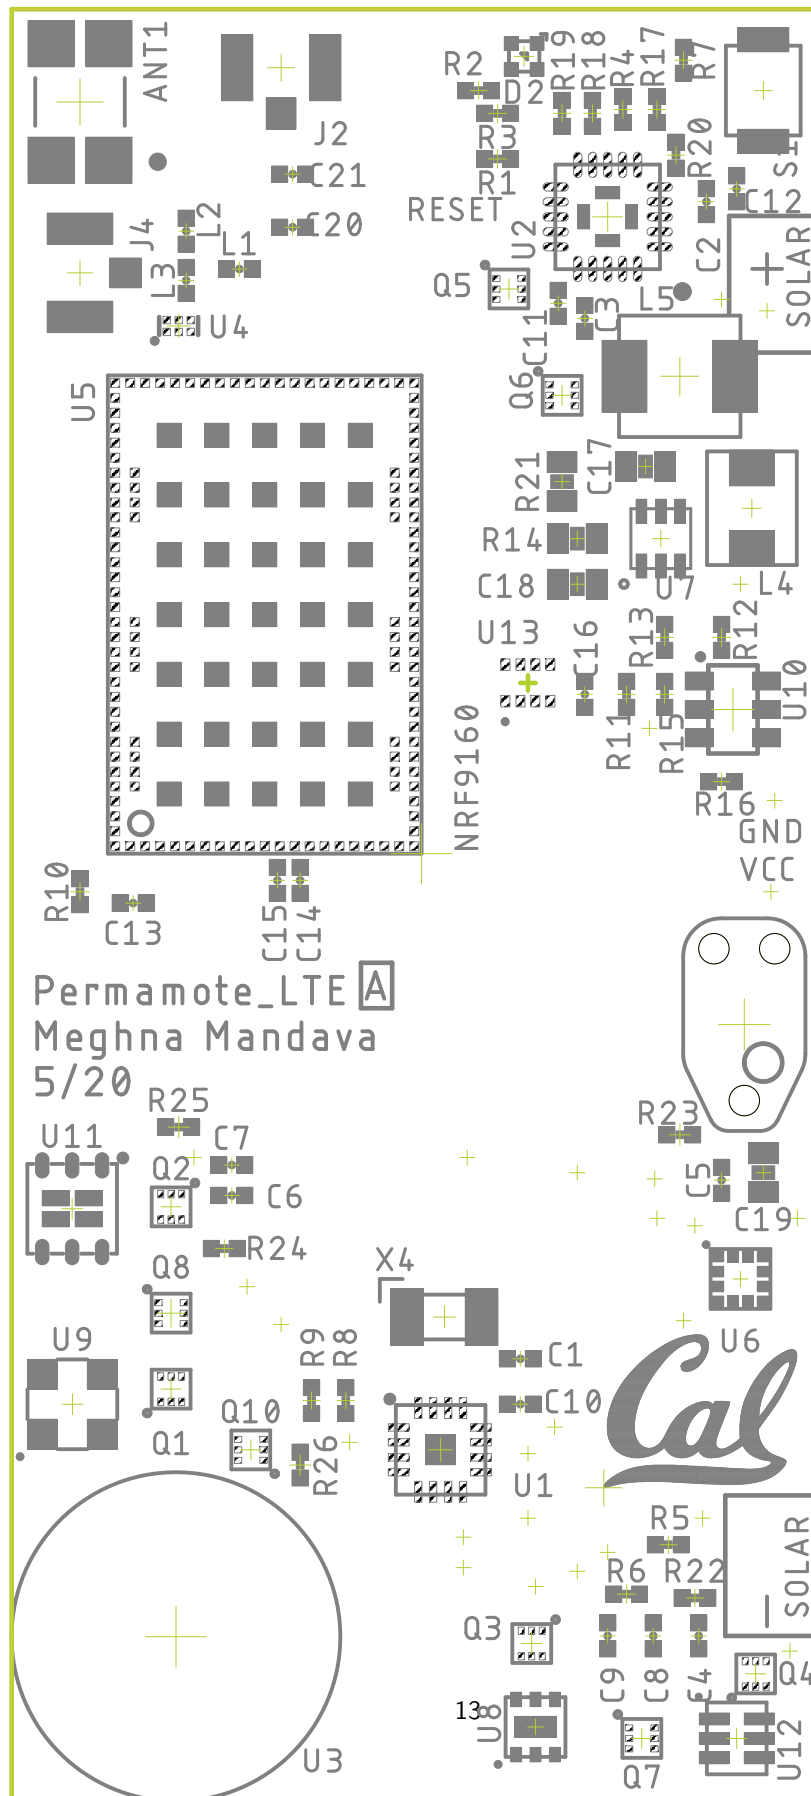 ANT1
J2
R2
D2
R19
R18
R4
R17
R7
S1
R3
R1
R20
C21
C20
RESET
U2
C12
C2
SOLAR
+
J4
L2
L1
L3
U4
Q5
C11
C3
L5
Q6
U5
R21
C17
R14
C18
U7
L4
U13
C16
R13
R12
U10
R11
R15
R16
NRF9160
GND
VCC
R10
C13
C15
C14
Permamote_LTE A
Meghna Mandava
5/20
R25
R23
U11
C7
Q2
C6
C5
C19
R24
Q8
X4
U6
U9
R9
R8
C1
Cal
C10
Q10
Q1
R26
U1
R5
SOLAR
R6
R22
Q3
C9
C8
C4
Q4
13
U8
Q7
U12
U3